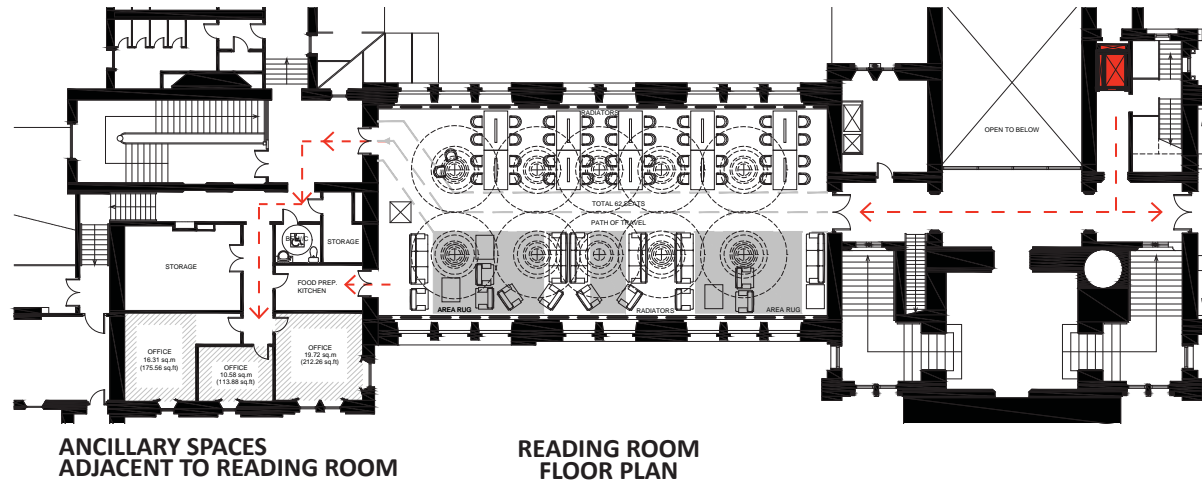 RADIATORS
OPEN TO BELOW
TOTAL 62 SEATS
PATH OF TRAVEL
STORAGE
STORAGE
FOOD PREP.
KITCHEN
AREA RUG
RADIATORS
AREA RUG
OFFICE
16.31 sq.m
(175.56 sq.ft)
OFFICE
10.58 sq.m
(113.88 sq.ft)
OFFICE
19.72 sq.m
(212.26 sq.ft)
ANCILLARY SPACES
ADJACENT TO READING ROOM
READING ROOM
FLOOR PLAN